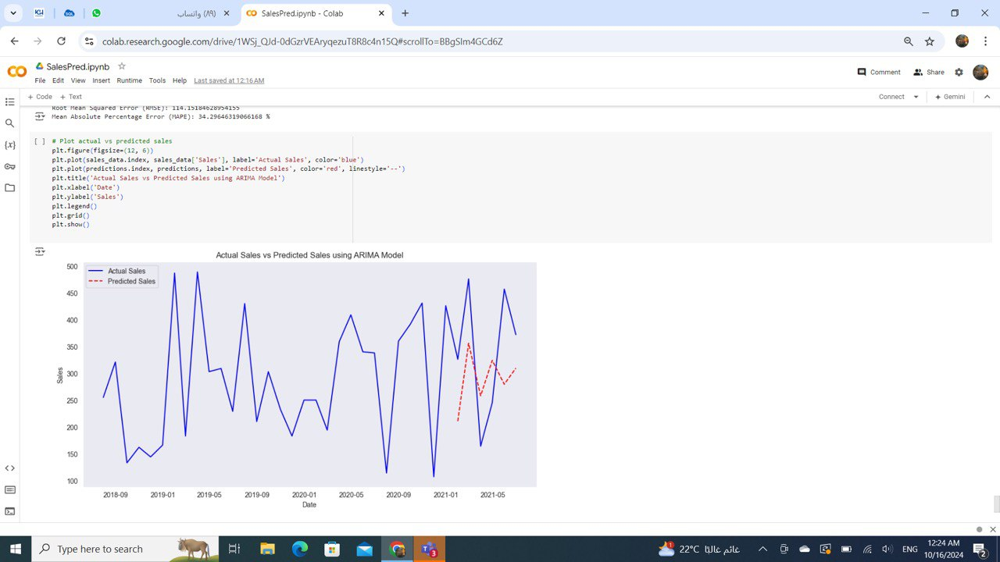 (٨٩) واتساب
SalesPred.ipynb - Colab
colab.research.google.com/drive/1WSj_QJd-0dGzrVEAryqezuT8R8c4n15Q#scrollTo=BBgSIm4GCd6Z
SalesPred.ipynb
File Edit View Insert Runtime Tools Help Last saved at 12:16 AM
Comment Share
+ Code + Text
Connect Gemini
Root Mean Squared Error (RMSE): 114.15184628954155
Mean Absolute Percentage Error (MAPE): 34.29646319066168 %
[ ] # Plot actual vs predicted sales
plt.figure(figsize=(12, 6))
plt.plot(sales_data.index, sales_data['Sales'], label='Actual Sales', color='blue')
plt.plot(predictions.index, predictions, label='Predicted Sales', color='red', linestyle='--')
plt.title('Actual Sales vs Predicted Sales using ARIMA Model')
plt.xlabel('Date')
plt.ylabel('Sales')
plt.legend()
plt.grid()
plt.show()
Actual Sales vs Predicted Sales using ARIMA Model
Actual Sales
Predicted Sales
500
450
400
350
300
250
200
150
100
Sales
2018-09 2019-01 2019-05 2019-09 2020-01 2020-05 2020-09 2021-01 2021-05
Date
Type here to search
22°C غائم غالبا
ENG
12:24 AM
10/16/2024